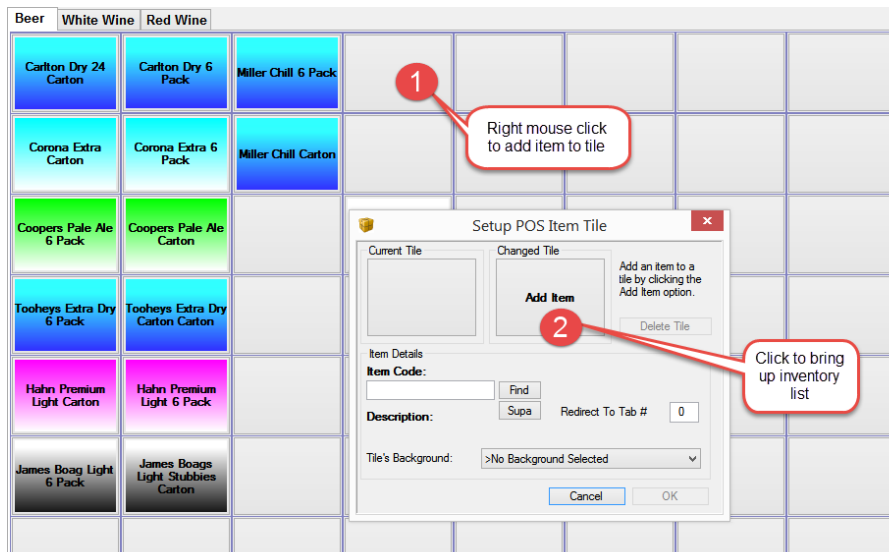 Beer White Wine Red Wine
Carlton Dry 24
Carton
Carlton Dry 6
Pack
Miller Chill 6 Pack
1
Right mouse click
to add item to tile
Corona Extra
Carton
Corona Extra 6
Pack
Miller Chill Carton
Coopers Pale Ale
6 Pack
Coopers Pale Ale
Carton
Tooheys Extra Dry
6 Pack
Tooheys Extra Dry
Carton Carton
Hahn Premium
Light Carton
Hahn Premium
Light 6 Pack
James Boag Light
6 Pack
James Boags
Light Stubbies
Carton
Setup POS Item Tile
x
Current Tile
Changed Tile
Add Item
2
Add an item to a
tile by clicking the
Add Item option.
Delete Tile
Click to bring
up inventory
list
Item Details
Item Code:
Find
Description:
Supa
Redirect To Tab #
0
Tile's Background:
>No Background Selected
Cancel
OK